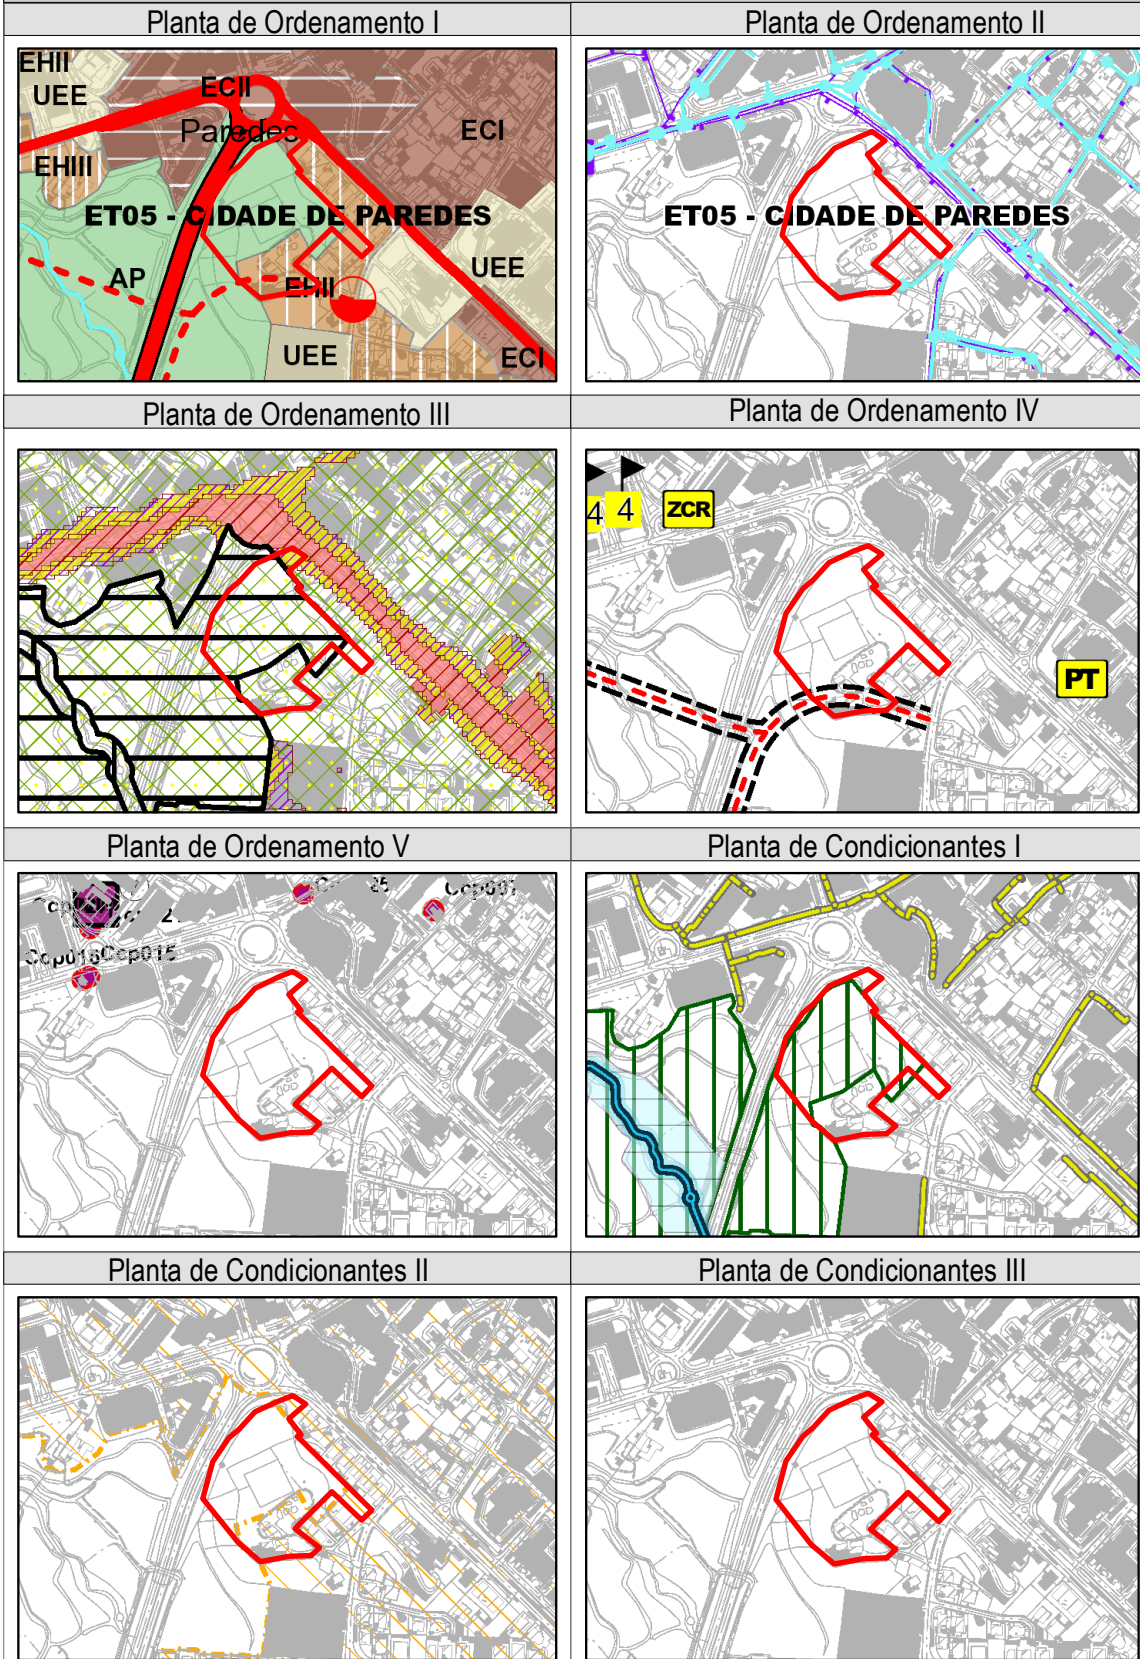 Planta de Ordenamento I
Planta de Ordenamento II
EHII
UEE
ECII
Paredes
ECI
EHIII
ET05 - CIDADE DE PAREDES
AP
EHII
UEE
UEE
ECI
ET05 - CIDADE DE PAREDES
Planta de Ordenamento III
Planta de Ordenamento IV
4
4
ZCR
PT
Planta de Ordenamento V
Planta de Condicionantes I
Ccp015
Planta de Condicionantes II
Planta de Condicionantes III